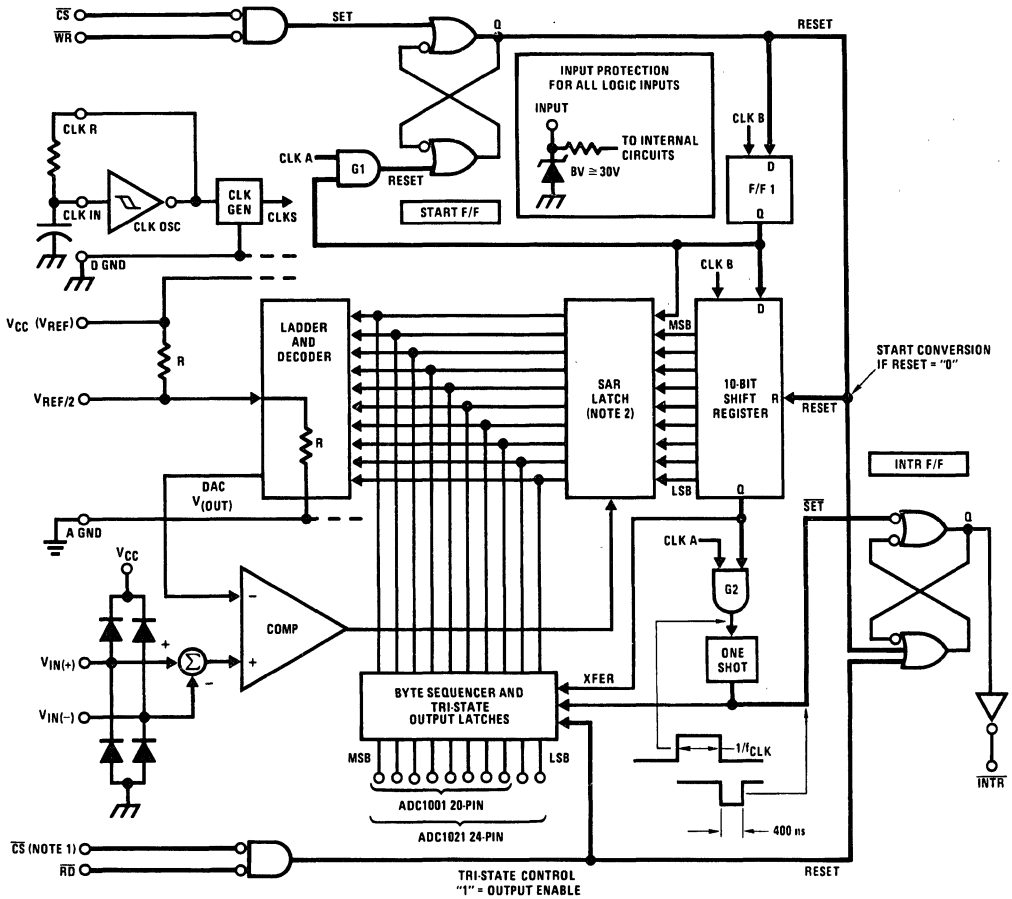 CS
WR
SET
Q
RESET
INPUT PROTECTION
FOR ALL LOGIC INPUTS
INPUT
TO INTERNAL
CIRCUITS
BV ≅ 30V
CLK R
CLK IN
CLK OSC
CLK
GEN
CLKS
D GND
CLK A
G1
RESET
START F/F
CLK B
D
F/F 1
Q
CLK B
VCC (VREF)
R
VREF/2
LADDER
AND
DECODER
R
DAC
V(OUT)
A GND
SAR
LATCH
(NOTE 2)
MSB
LSB
D
10-BIT
SHIFT
REGISTER
R
Q
RESET
START CONVERSION
IF RESET = "0"
INTR F/F
SET
Q
CLK A
G2
ONE
SHOT
VCC
COMP
-
+
VIN(+)
+
Σ
-
VIN(−)
XFER
BYTE SEQUENCER AND
TRI-STATE
OUTPUT LATCHES
MSB
LSB
1/fCLK
400 ns
INTR
ADC1001 20-PIN
ADC1021 24-PIN
CS (NOTE 1)
RD
TRI-STATE CONTROL
"1" = OUTPUT ENABLE
RESET